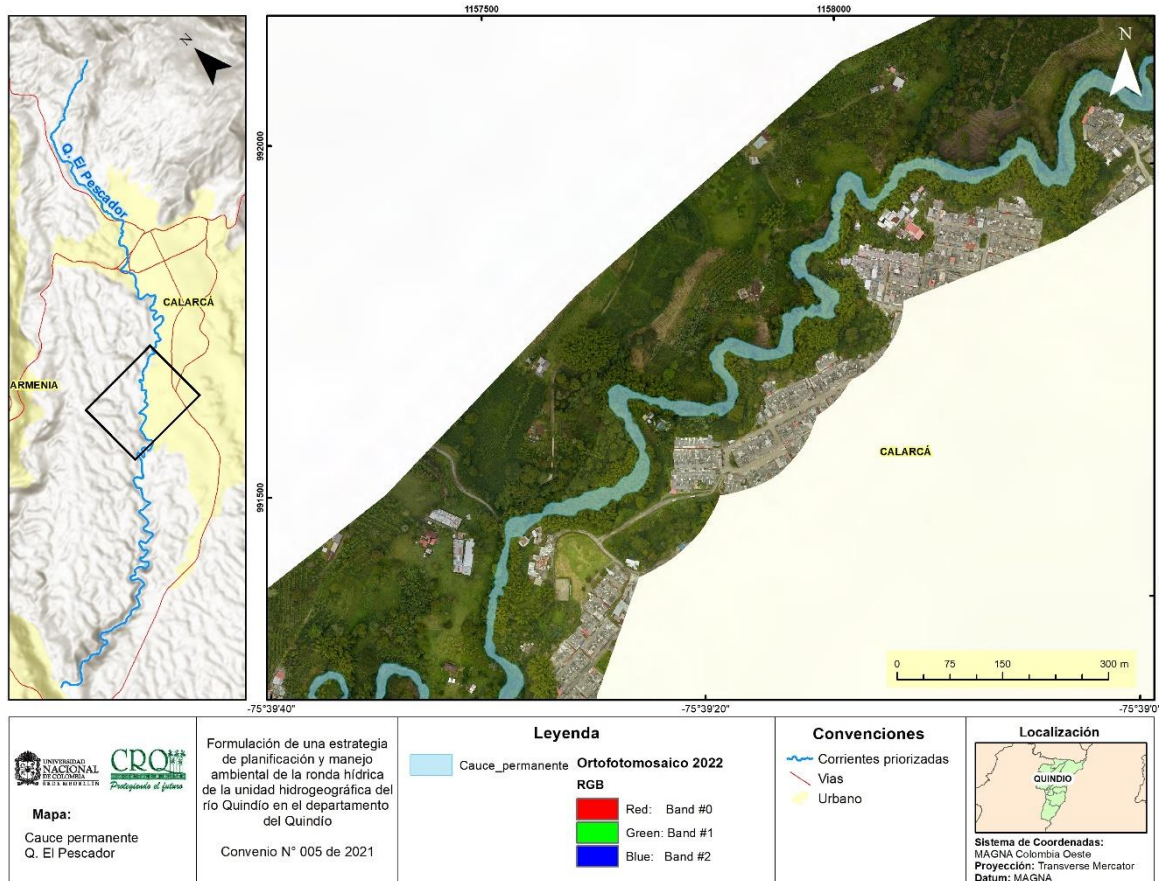 N
Q. El Pescador
CALARCÁ
ARMENIA
1157500
1158000
N
992000
991500
CALARCÁ
0 75 150 300 m
-75°39'40"
-75°39'20"
-75°39'0"
UNIVERSIDAD
NACIONAL
DE COLOMBIA
SEDE MEDELLÍN
CRQ
Protegiendo el futuro
Mapa:
Cauce permanente
Q. El Pescador
Formulación de una estrategia
de planificación y manejo
ambiental de la ronda hídrica
de la unidad hidrogeográfica del
río Quindío en el departamento
del Quindío
Convenio N° 005 de 2021
Leyenda
Cauce_permanente
Ortofotomosaico 2022
RGB
Red: Band #0
Green: Band #1
Blue: Band #2
Convenciones
Corrientes priorizadas
Vias
Urbano
Localización
QUINDIO
Sistema de Coordenadas:
MAGNA Colombia Oeste
Proyección: Transverse Mercator
Datum: MAGNA